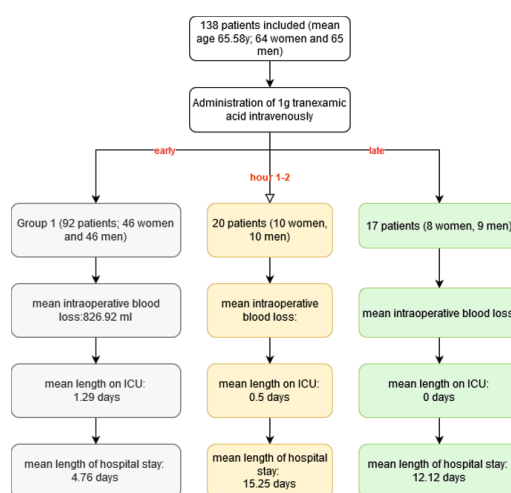 138 patients included (mean
age 65.58y; 64 women and 65
men)
Administration of 1g tranexamic
acid intravenously
early
late
hour 1-2
Group 1 (92 patients; 46 women
and 46 men)
20 patients (10 women,
10 men)
17 patients (8 women, 9 men)
mean intraoperative blood
loss:826.92 ml
mean intraoperative
blood loss:
mean intraoperative blood loss
mean length on ICU:
1.29 days
mean length on ICU:
0.5 days
mean length on ICU:
0 days
mean length of hospital stay:
4.76 days
mean length of hospital
stay:
15.25 days
mean length of hospital stay:
12.12 days